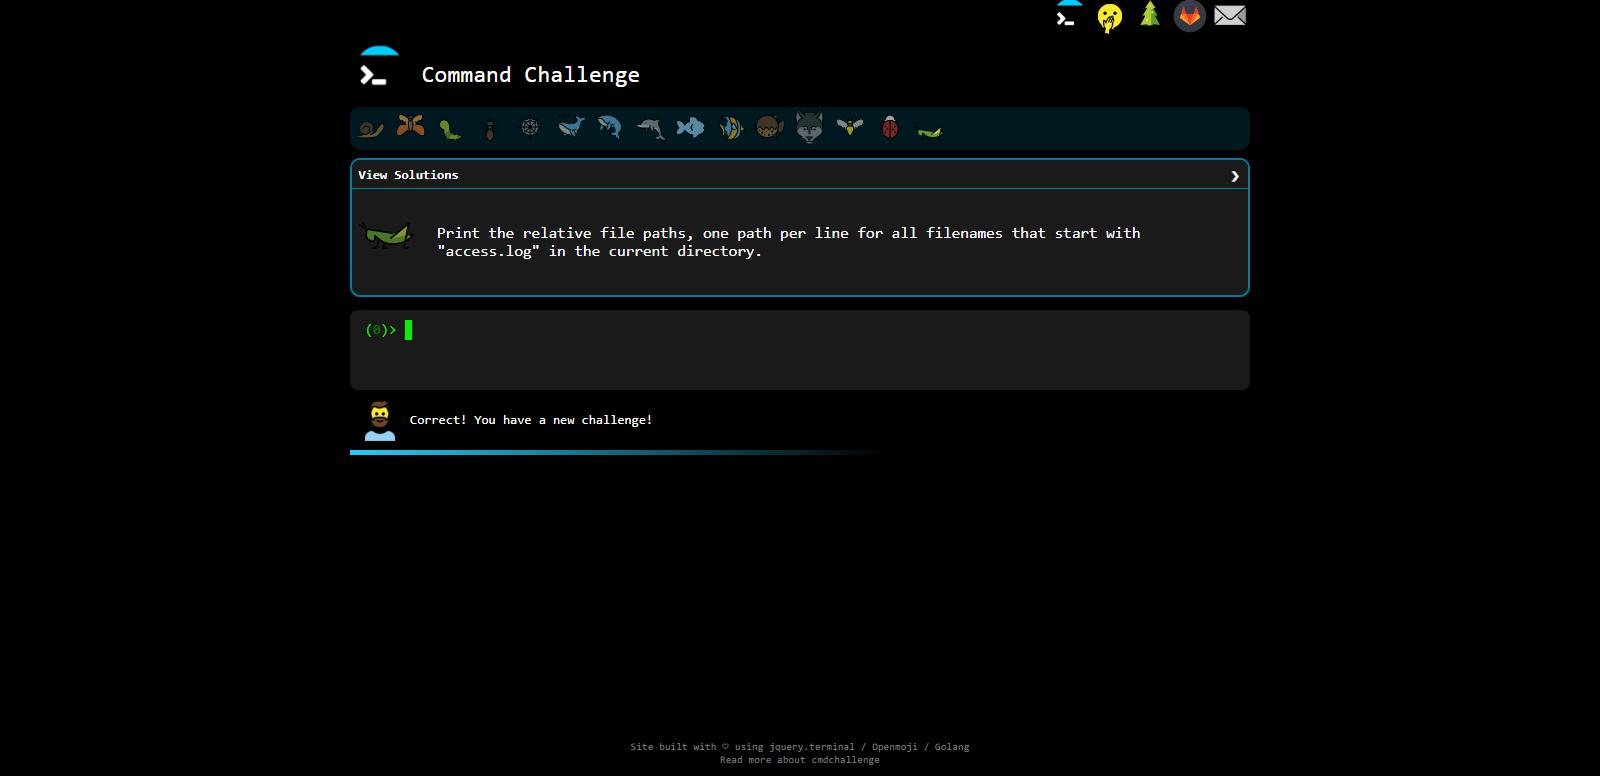 Command Challenge
View Solutions
Print the relative file paths, one path per line for all filenames that start with
"access.log" in the current directory.
(0)>
Correct! You have a new challenge!
Site built with ♡ using jquery.terminal / Openmoji / Golang
Read more about cmdchallenge